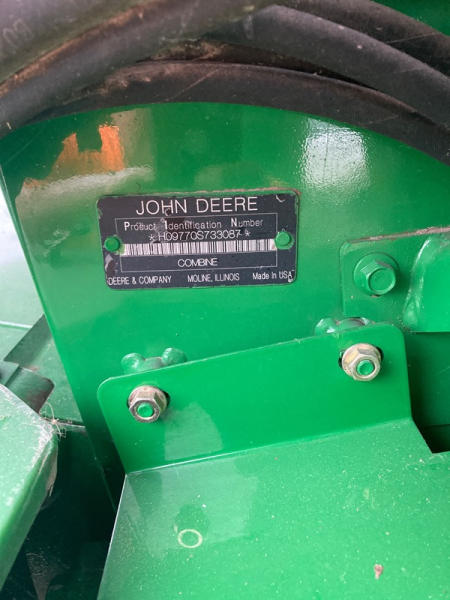 JOHN DEERE
Product Identification Number
*H09770S733087*
COMBINE
DEERE & COMPANY MOLINE, ILLINOIS Made In USA